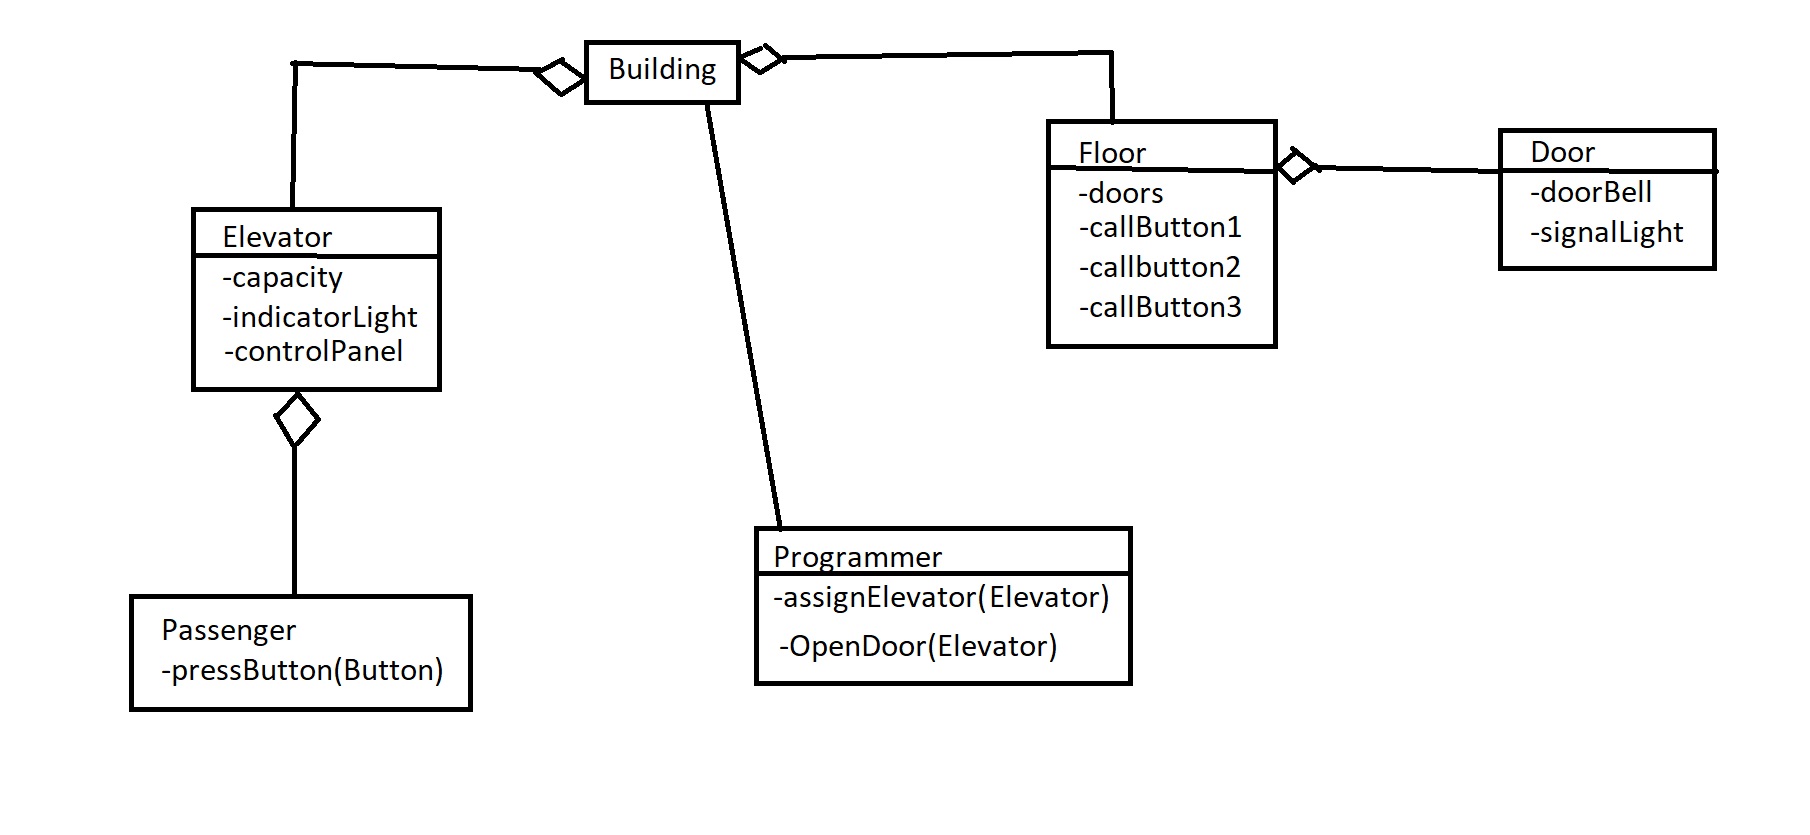 Building
Elevator
-capacity
-indicatorLight
-controlPanel
Floor
-doors
-callButton1
-callbutton2
-callButton3
Door
-doorBell
-signalLight
Passenger
-pressButton(Button)
Programmer
-assignElevator(Elevator)
-OpenDoor(Elevator)